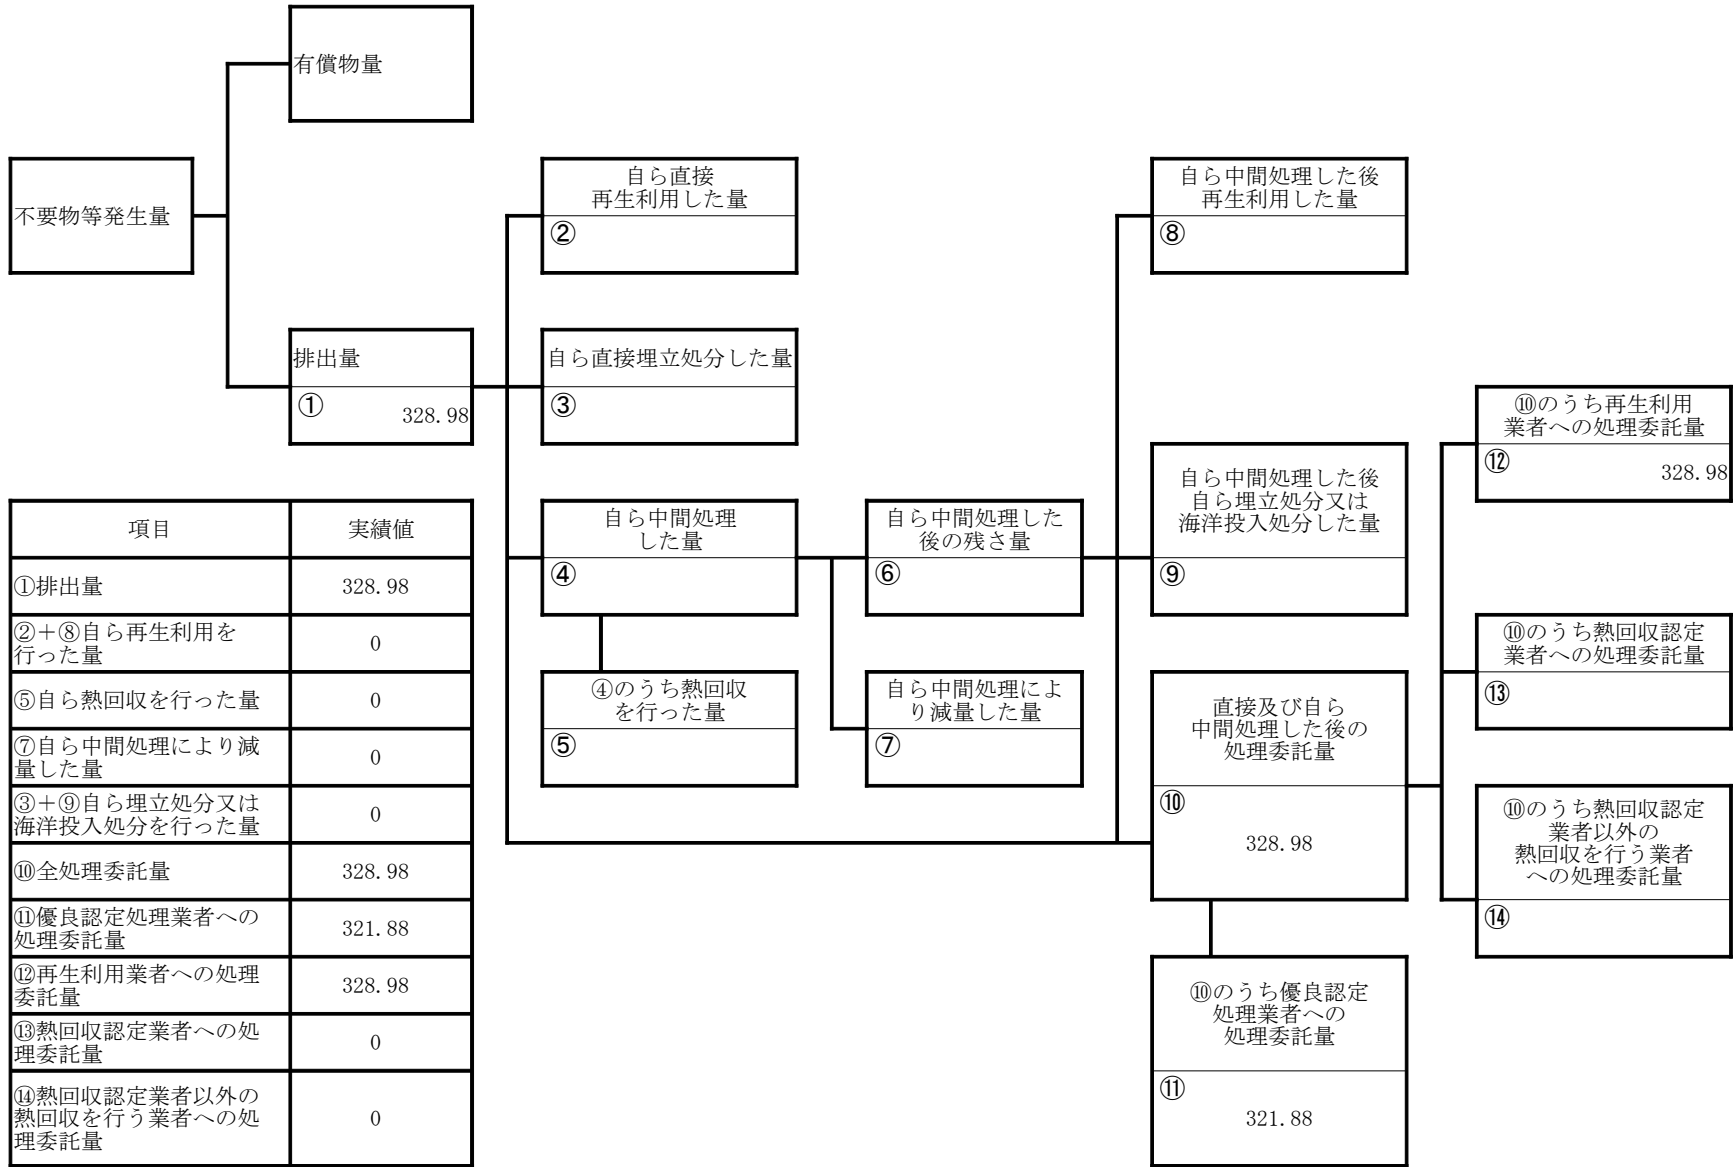 有償物量
不要物等発生量
排出量
①
328.98
自ら直接
再生利用した量
②
自ら直接埋立処分した量
③
自ら中間処理
した量
④
④のうち熱回収
を行った量
⑤
自ら中間処理した
後の残さ量
⑥
自ら中間処理によ
り減量した量
⑦
自ら中間処理した後
再生利用した量
⑧
自ら中間処理した後
自ら埋立処分又は
海洋投入処分した量
⑨
直接及び自ら
中間処理した後の
処理委託量
⑩
328.98
⑩のうち優良認定
処理業者への
処理委託量
⑪
321.88
⑩のうち再生利用
業者への処理委託量
⑫
328.98
⑩のうち熱回収認定
業者への処理委託量
⑬
⑩のうち熱回収認定
業者以外の
熱回収を行う業者
への処理委託量
⑭
項目 実績値
①排出量 328.98
②＋⑧自ら再生利用を
行った量 0
⑤自ら熱回収を行った量 0
⑦自ら中間処理により減
量した量 0
③＋⑨自ら埋立処分又は
海洋投入処分を行った量 0
⑩全処理委託量 328.98
⑪優良認定処理業者への
処理委託量 321.88
⑫再生利用業者への処理
委託量 328.98
⑬熱回収認定業者への処
理委託量 0
⑭熱回収認定業者以外の
熱回収を行う業者への処
理委託量 0